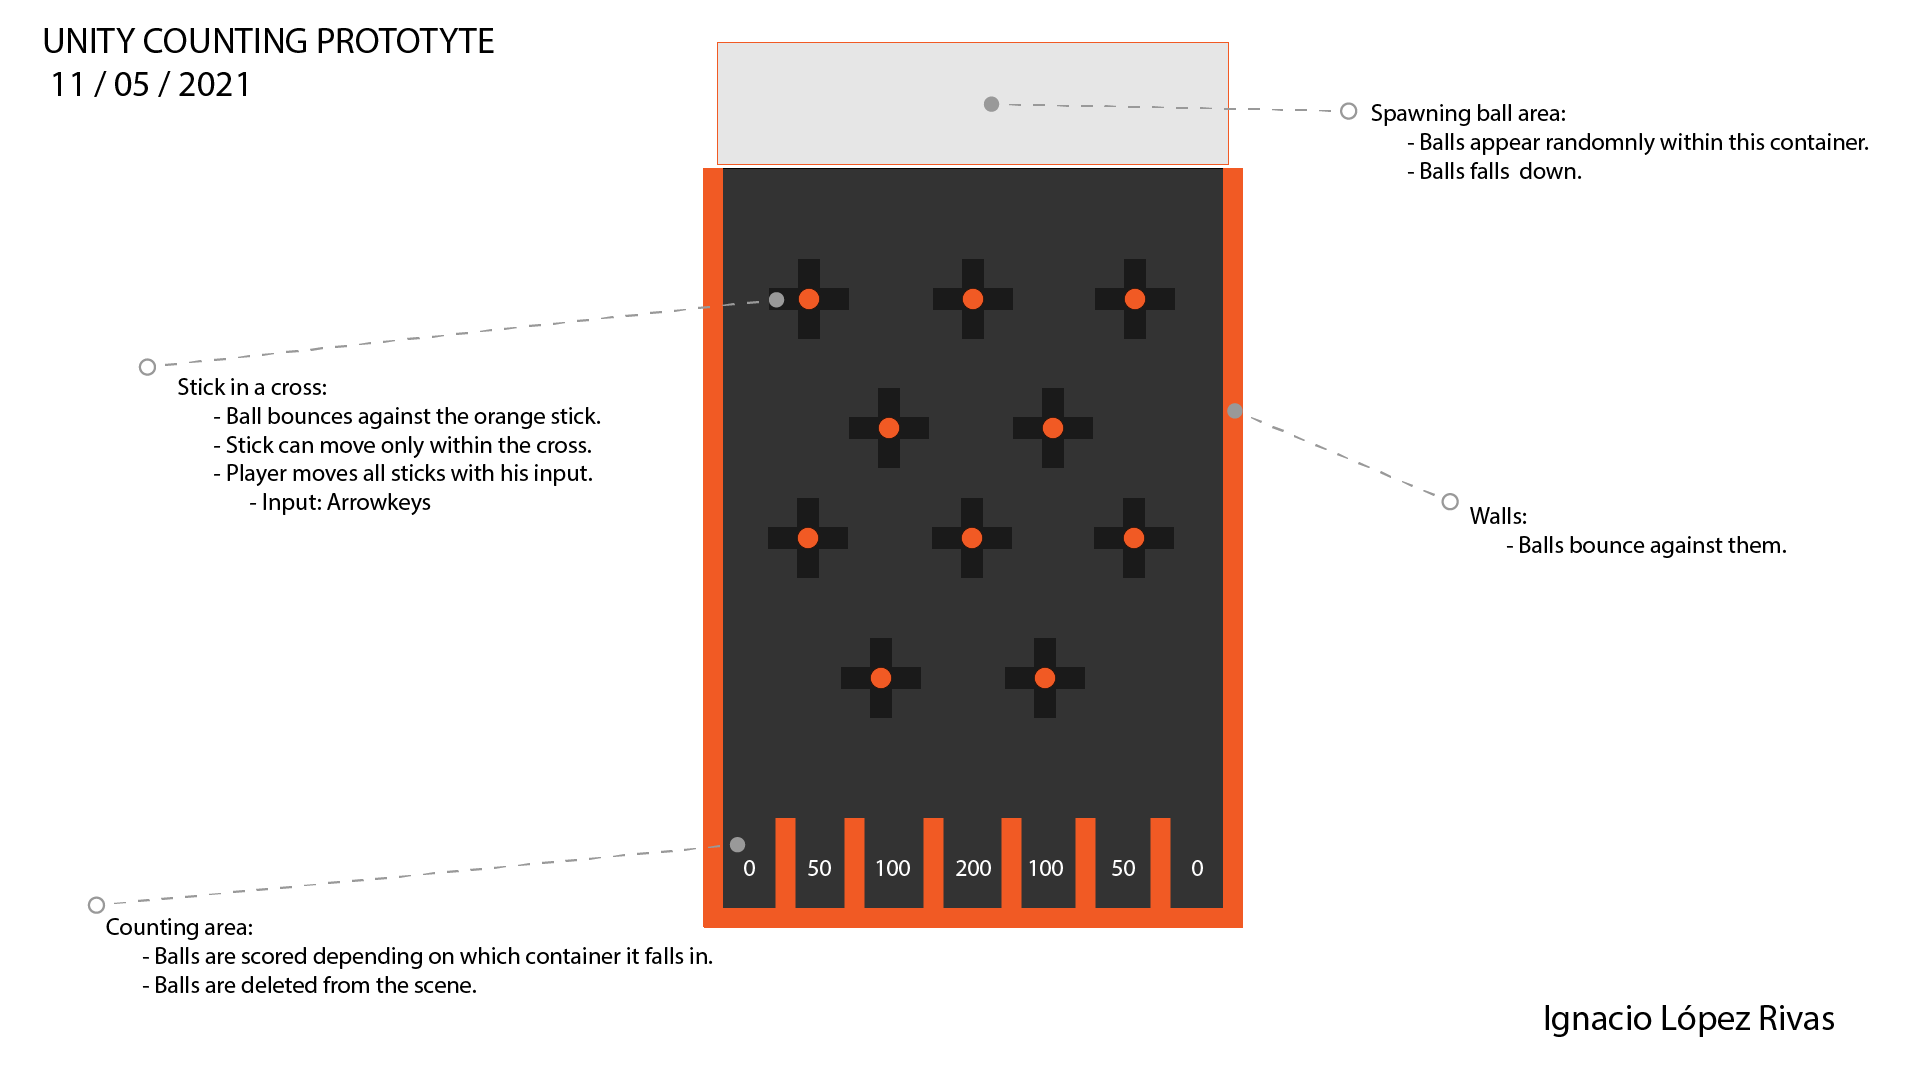 UNITY COUNTING PROTOTYTE
11 / 05 / 2021
Spawning ball area:
- Balls appear randomnly within this container.
- Balls falls  down.
Stick in a cross:
- Ball bounces against the orange stick.
- Stick can move only within the cross.
- Player moves all sticks with his input.
- Input: Arrowkeys
Walls:
- Balls bounce against them.
0 50 100 200 100 50 0
Counting area:
- Balls are scored depending on which container it falls in.
- Balls are deleted from the scene.
Ignacio López Rivas